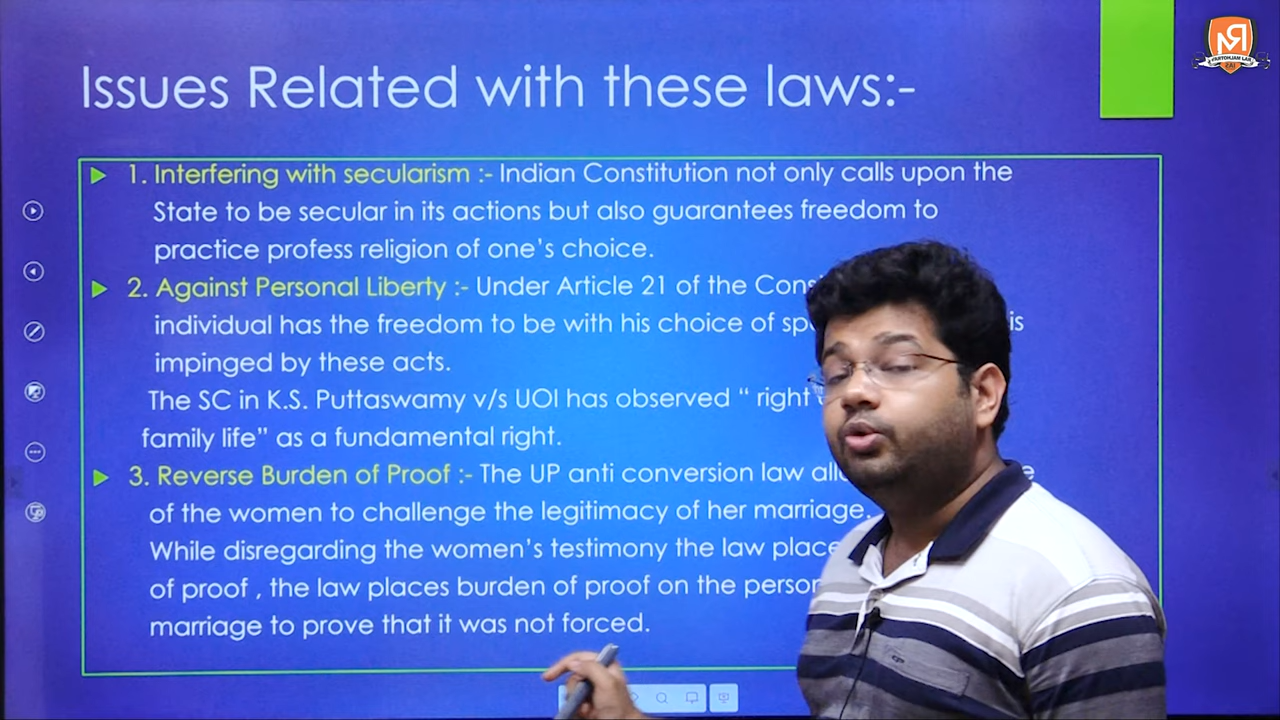 Issues Related with these laws:-
1. Interfering with secularism :- Indian Constitution not only calls upon the
State to be secular in its actions but also guarantees freedom to
practice profess religion of one's choice.
2. Against Personal Liberty :- Under Article 21 of the
individual has the freedom to be with his choice of is
impinged by these acts.
The SC in K.S. Puttaswamy v/s UOI has observed “ right
family life” as a fundamental right.
3. Reverse Burden of Proof :- The UP anti conversion law
of the women to challenge the legitimacy of her marriage.
While disregarding the women's testimony the law
of proof , the law places burden of proof on the
marriage to prove that it was not forced.